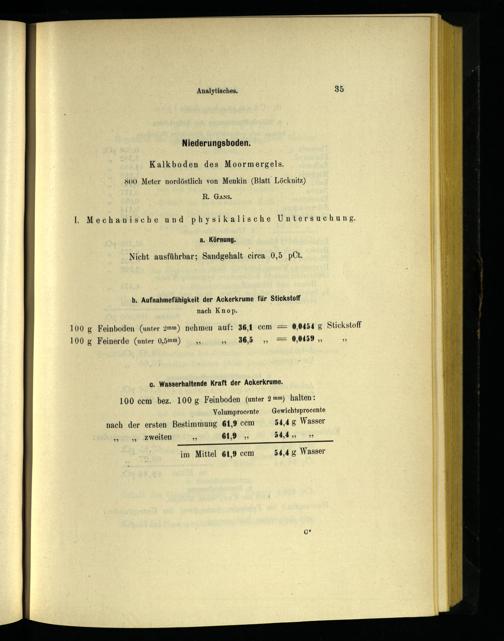 Analytisches. 35
Niederungsboden.
Kalkboden des Moormergels.
800 Meter nordöstlich von Menkin (Blatt Löcknitz)
R. Gans.
I. Mechanische und physikalische Untersuchung.
a. Körnung.
Nicht ausführbar; Sandgehalt circa 0,5 pCt.
b. Aufnahmefähigkeit der Ackerkrume für Stickstoff
nach Knop.
100 g Feinboden (unter 2mm) nehmen auf: 36,1 ccm = 0,0454 g Stickstoff
100 g Feinerde (unter 0,5mm) „ „ 36,5 „ = 0,0459 „ „
c. Wasserhaltende Kraft der Ackerkrume.
100 ccm bez. 100 g Feinboden (unter 2 mm) halten:
Volumprocente Gewichtsprocente
nach der ersten Bestimmung 61,9 ccm 54,4 g Wasser
„ „ zweiten „ 61,9 „ 54,4 „ „
im Mittel 61,9 ccm 54,4 g Wasser
C*